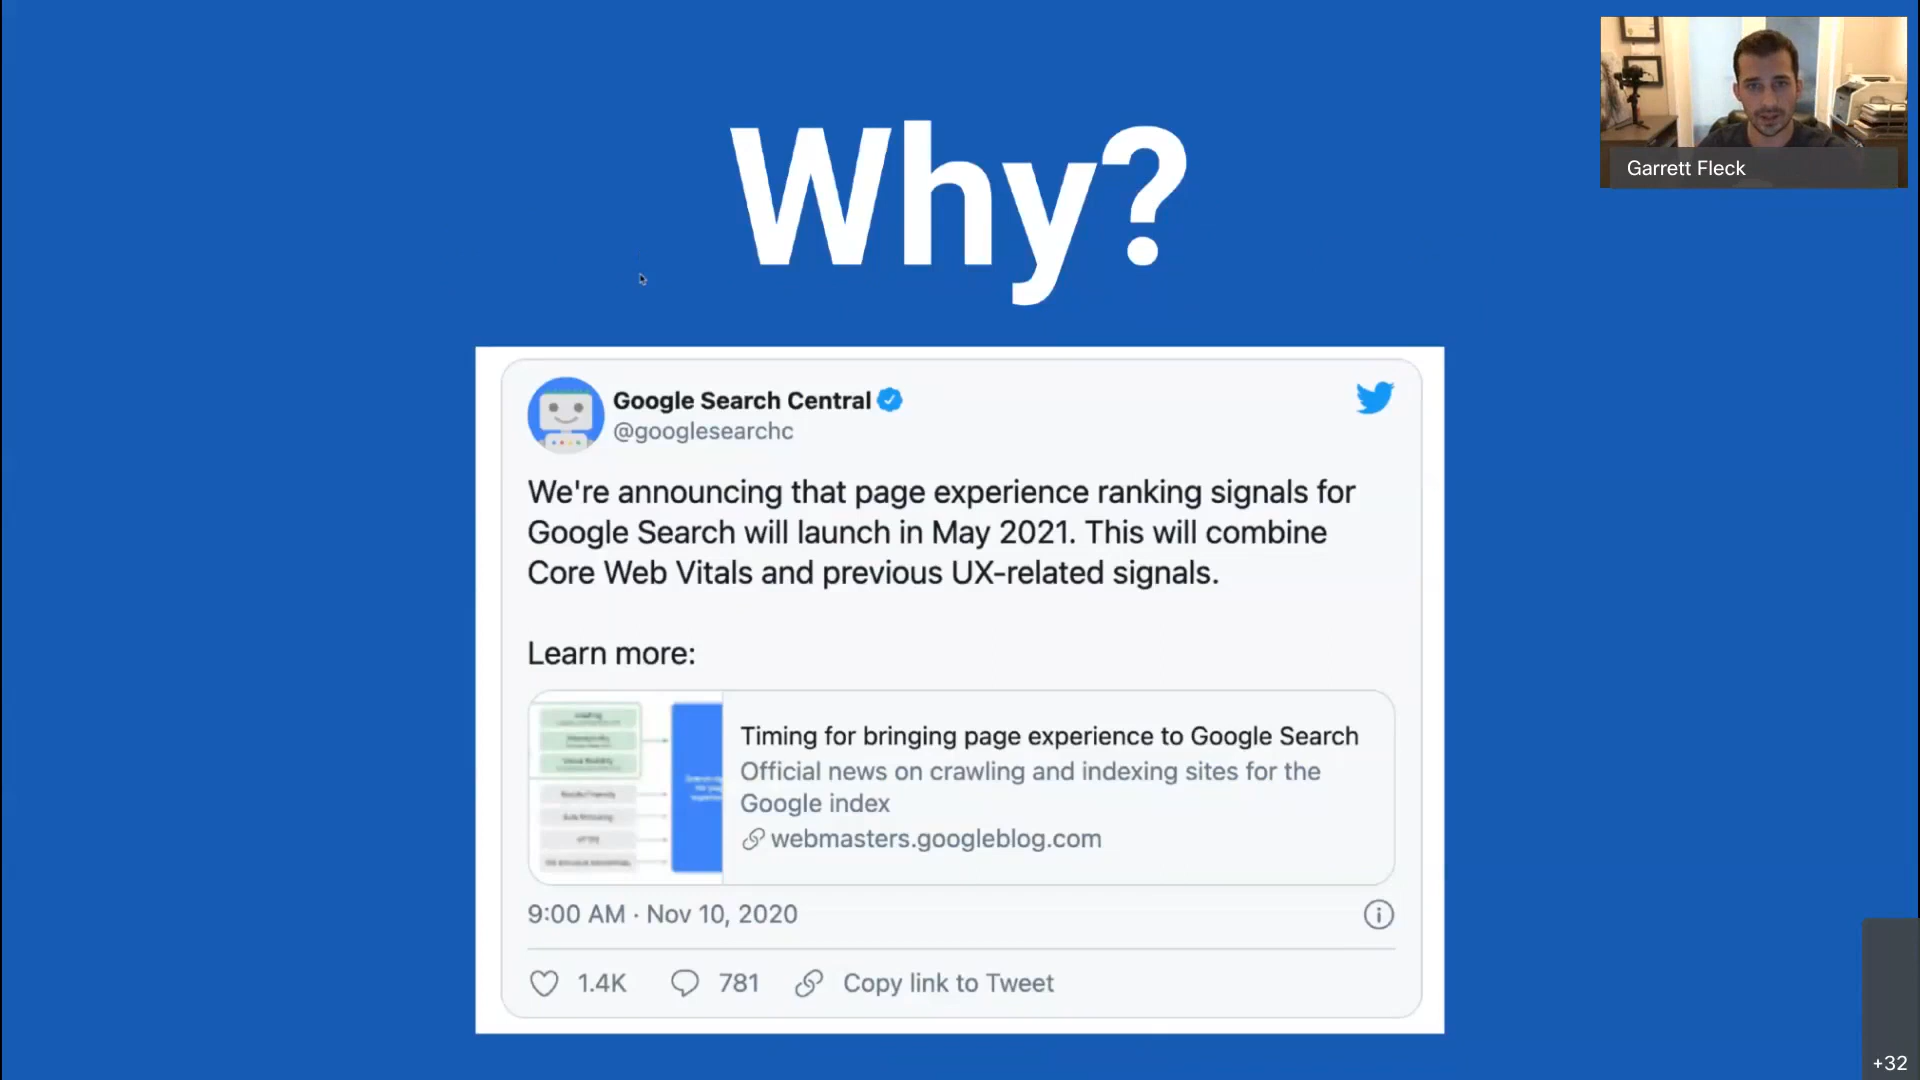 Why?
Garrett Fleck
Google Search Central
@googlesearchc
We're announcing that page experience ranking signals for
Google Search will launch in May 2021. This will combine
Core Web Vitals and previous UX-related signals.
Learn more:
Timing for bringing page experience to Google Search
Official news on crawling and indexing sites for the
Google index
webmasters.googleblog.com
9:00 AM · Nov 10, 2020
1.4K 781 Copy link to Tweet
+32